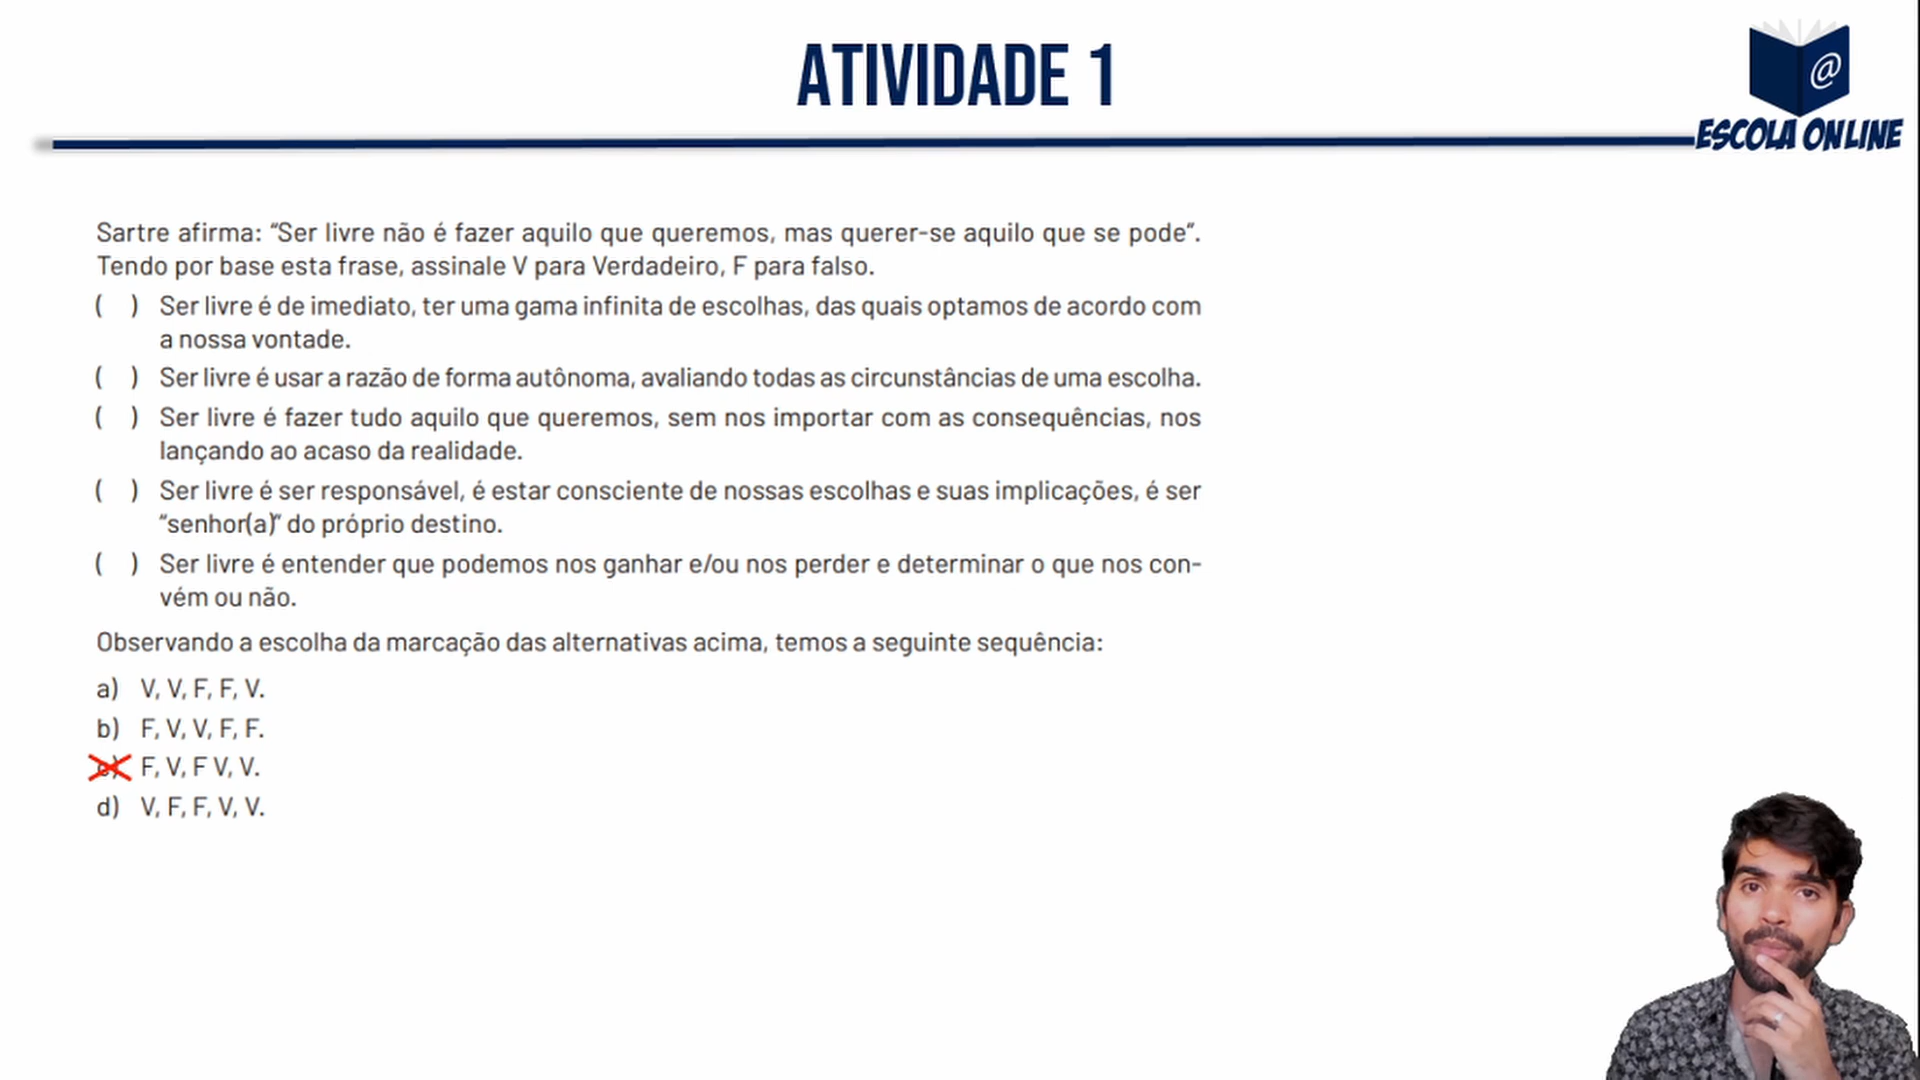 ATIVIDADE 1
@
ESCOLA ONLINE
Sartre afirma: “Ser livre não é fazer aquilo que queremos, mas querer-se aquilo que se pode”.
Tendo por base esta frase, assinale V para Verdadeiro, F para falso.
( ) Ser livre é de imediato, ter uma gama infinita de escolhas, das quais optamos de acordo com
a nossa vontade.
( ) Ser livre é usar a razão de forma autônoma, avaliando todas as circunstâncias de uma escolha.
( ) Ser livre é fazer tudo aquilo que queremos, sem nos importar com as consequências, nos
lançando ao acaso da realidade.
( ) Ser livre é ser responsável, é estar consciente de nossas escolhas e suas implicações, é ser
“senhor(a)” do próprio destino.
( ) Ser livre é entender que podemos nos ganhar e/ou nos perder e determinar o que nos con-
vém ou não.
Observando a escolha da marcação das alternativas acima, temos a seguinte sequência:
a) V, V, F, F, V.
b) F, V, V, F, F.
c) F, V, F V, V.
d) V, F, F, V, V.